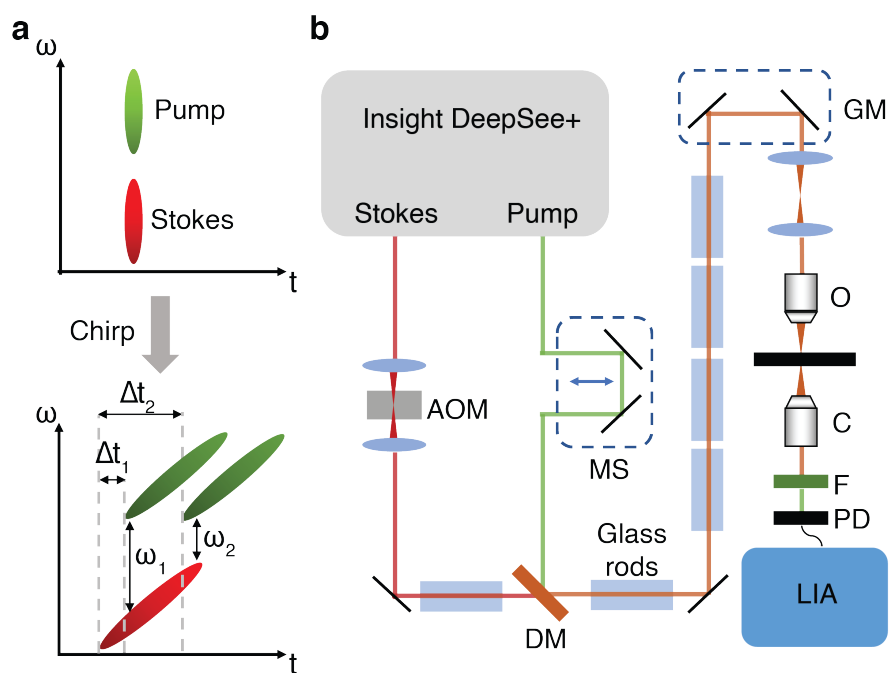 a
ω
Pump
Stokes
t
Chirp
ω
Δt2
Δt1
ω1
ω2
t
b
Insight DeepSee+
Stokes
Pump
GM
AOM
MS
O
C
F
PD
Glass
rods
DM
LIA